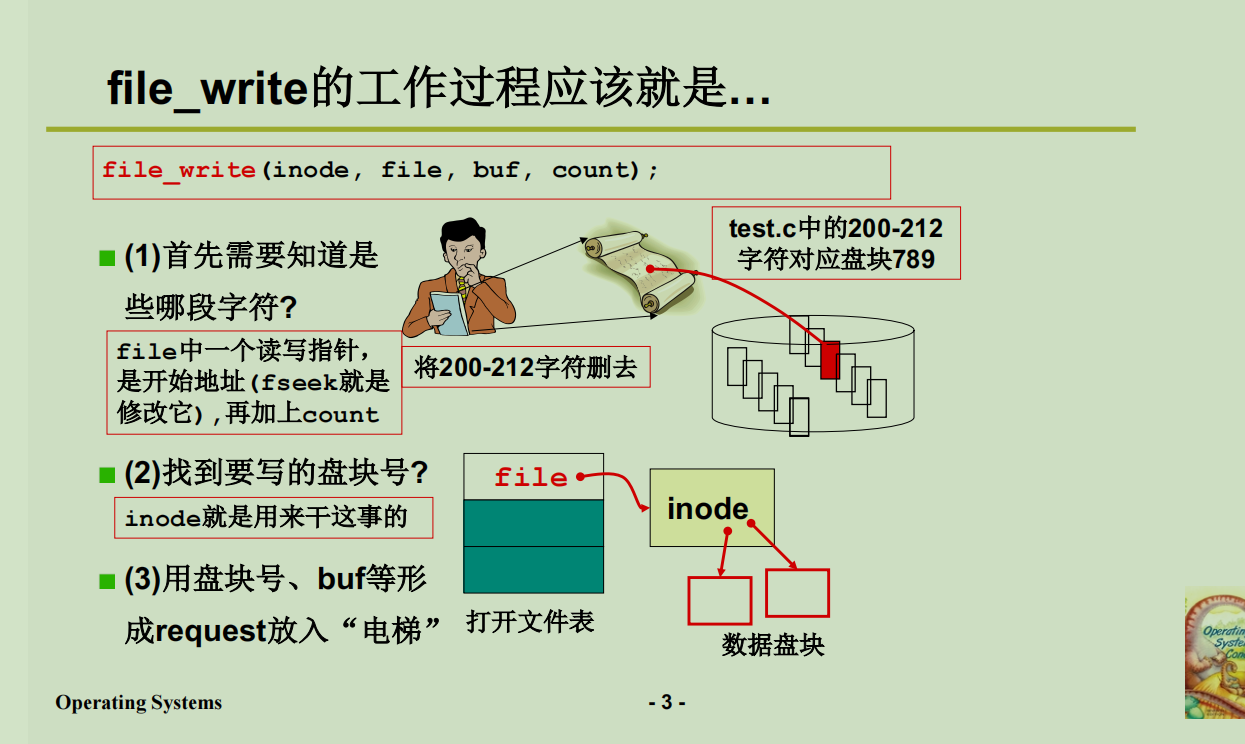 file_write的工作过程应该就是…
file_write(inode, file, buf, count);
(1)首先需要知道是
些哪段字符?
file中一个读写指针，
是开始地址(fseek就是
修改它),再加上count
将200-212字符删去
test.c中的200-212
字符对应盘块789
(2)找到要写的盘块号?
inode就是用来干这事的
(3)用盘块号、buf等形
成request放入“电梯”
file
打开文件表
inode
数据盘块
Operating Systems
- 3 -